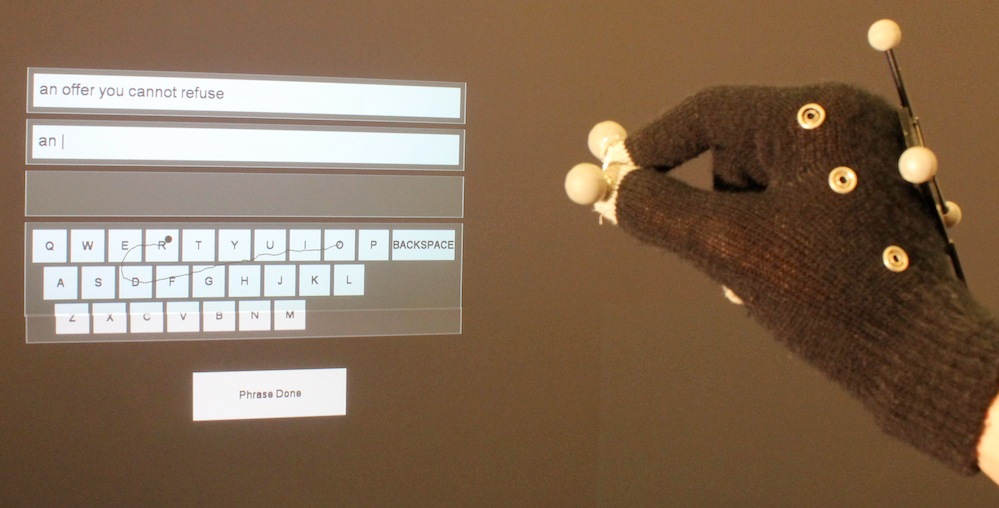 an offer you cannot refuse
an
Q W E R T Y U I O P BACKSPACE
A S D F G H J K L
Z X C V B N M
Phrase Done